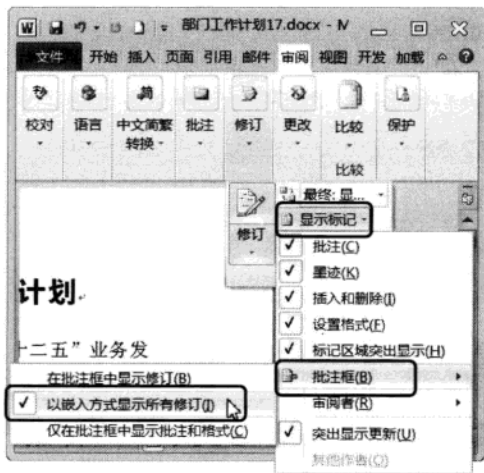 部门工作计划17.docx - M
文件 开始 插入 页面 引用 邮件 审阅 视图 开发 加载
校对 语言 中文简繁转换 批注 修订 更改 比较 保护
比较
最终: 显...
显示标记
修订
批注(C)
墨迹(K)
插入和删除(I)
设置格式(F)
标记区域突出显示(H)
批注框(B)
审阅者(R)
突出显示更新(U)
其他作者(O)
计划
十二五”业务发
在批注框中显示修订(B)
以嵌入方式显示所有修订(I)
仅在批注框中显示批注和格式(C)